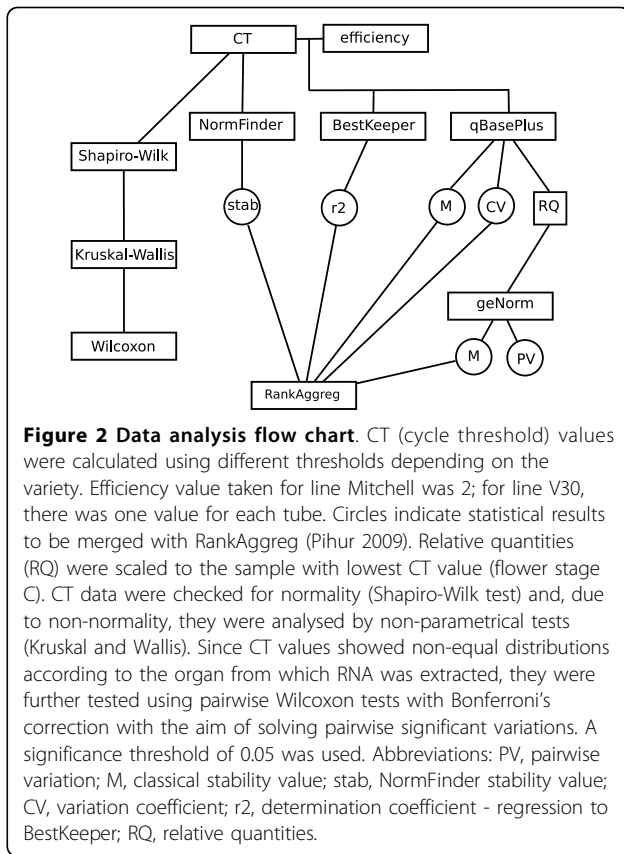 CT
efficiency
NormFinder
BestKeeper
qBasePlus
Shapiro-Wilk
stab
r2
M
CV
RQ
Kruskal-Wallis
geNorm
Wilcoxon
M
PV
RankAggreg
Figure 2 Data analysis flow chart. CT (cycle threshold) values
were calculated using different thresholds depending on the
variety. Efficiency value taken for line Mitchell was 2; for line V30,
there was one value for each tube. Circles indicate statistical results
to be merged with RankAggreg (Pihur 2009). Relative quantities
(RQ) were scaled to the sample with lowest CT value (flower stage
C). CT data were checked for normality (Shapiro-Wilk test) and, due
to non-normality, they were analysed by non-parametrical tests
(Kruskal and Wallis). Since CT values showed non-equal distributions
according to the organ from which RNA was extracted, they were
further tested using pairwise Wilcoxon tests with Bonferroni's
correction with the aim of solving pairwise significant variations. A
significance threshold of 0.05 was used. Abbreviations: PV, pairwise
variation; M, classical stability value; stab, NormFinder stability value;
CV, variation coefficient; r2, determination coefficient - regression to
BestKeeper; RQ, relative quantities.